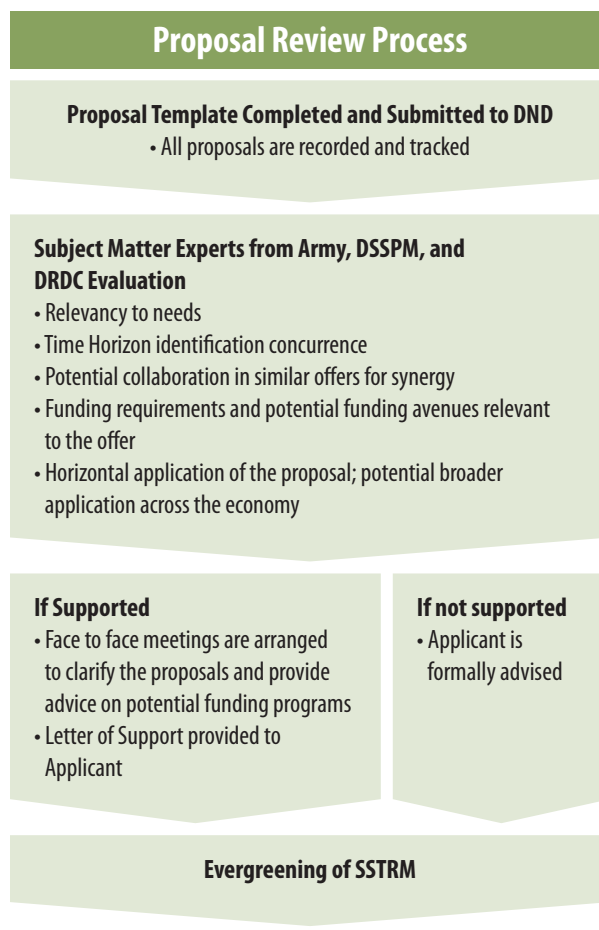 Proposal Review Process
Proposal Template Completed and Submitted to DND
• All proposals are recorded and tracked
Subject Matter Experts from Army, DSSPM, and
DRDC Evaluation
• Relevancy to needs
• Time Horizon identification concurrence
• Potential collaboration in similar offers for synergy
• Funding requirements and potential funding avenues relevant
to the offer
• Horizontal application of the proposal; potential broader
application across the economy
If Supported
• Face to face meetings are arranged
to clarify the proposals and provide
advice on potential funding programs
• Letter of Support provided to
Applicant
If not supported
• Applicant is
formally advised
Evergreening of SSTRM